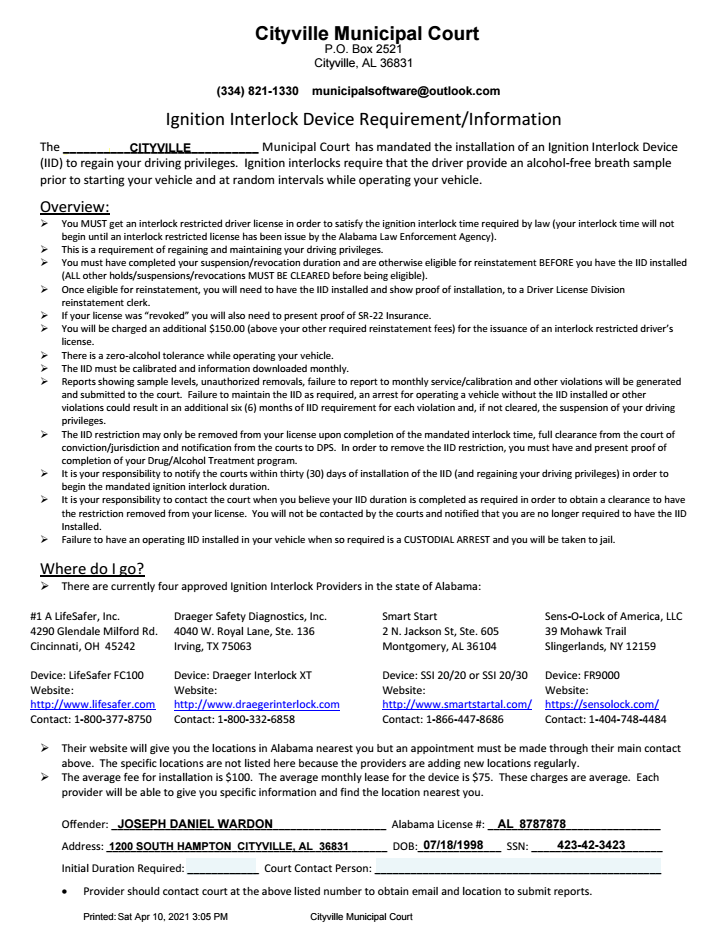 Cityville Municipal Court
P.O. Box 2521
Cityville, AL 36831
(334) 821-1330 municipalsoftware@outlook.com
Ignition Interlock Device Requirement/Information
The __________CITYVILLE__________ Municipal Court has mandated the installation of an Ignition Interlock Device
(IID) to regain your driving privileges. Ignition interlocks require that the driver provide an alcohol-free breath sample
prior to starting your vehicle and at random intervals while operating your vehicle.
Overview:
➢ You MUST get an interlock restricted driver license in order to satisfy the ignition interlock time required by law (your interlock time will not
begin until an interlock restricted license has been issue by the Alabama Law Enforcement Agency).
➢ This is a requirement of regaining and maintaining your driving privileges.
➢ You must have completed your suspension/revocation duration and are otherwise eligible for reinstatement BEFORE you have the IID installed
(ALL other holds/suspensions/revocations MUST BE CLEARED before being eligible).
➢ Once eligible for reinstatement, you will need to have the IID installed and show proof of installation, to a Driver License Division
reinstatement clerk.
➢ If your license was “revoked” you will also need to present proof of SR-22 Insurance.
➢ You will be charged an additional $150.00 (above your other required reinstatement fees) for the issuance of an interlock restricted driver’s
license.
➢ There is a zero-alcohol tolerance while operating your vehicle.
➢ The IID must be calibrated and information downloaded monthly.
➢ Reports showing sample levels, unauthorized removals, failure to report to monthly service/calibration and other violations will be generated
and submitted to the court. Failure to maintain the IID as required, an arrest for operating a vehicle without the IID installed or other
violations could result in an additional six (6) months of IID requirement for each violation and, if not cleared, the suspension of your driving
privileges.
➢ The IID restriction may only be removed from your license upon completion of the mandated interlock time, full clearance from the court of
conviction/jurisdiction and notification from the courts to DPS. In order to remove the IID restriction, you must have and present proof of
completion of your Drug/Alcohol Treatment program.
➢ It is your responsibility to notify the courts within thirty (30) days of installation of the IID (and regaining your driving privileges) in order to
begin the mandated ignition interlock duration.
➢ It is your responsibility to contact the court when you believe your IID duration is completed as required in order to obtain a clearance to have
the restriction removed from your license. You will not be contacted by the courts and notified that you are no longer required to have the IID
Installed.
➢ Failure to have an operating IID installed in your vehicle when so required is a CUSTODIAL ARREST and you will be taken to jail.
Where do I go?
➢ There are currently four approved Ignition Interlock Providers in the state of Alabama:
#1 A LifeSafer, Inc. Draeger Safety Diagnostics, Inc. Smart Start Sens-O-Lock of America, LLC
4290 Glendale Milford Rd. 4040 W. Royal Lane, Ste. 136 2 N. Jackson St, Ste. 605 39 Mohawk Trail
Cincinnati, OH 45242 Irving, TX 75063 Montgomery, AL 36104 Slingerlands, NY 12159
Device: LifeSafer FC100 Device: Draeger Interlock XT Device: SSI 20/20 or SSI 20/30 Device: FR9000
Website: Website: Website: Website:
http://www.lifesafer.com http://www.draegerinterlock.com http://www.smartstartal.com/ https://sensolock.com/
Contact: 1-800-377-8750 Contact: 1-800-332-6858 Contact: 1-866-447-8686 Contact: 1-404-748-4484
➢ Their website will give you the locations in Alabama nearest you but an appointment must be made through their main contact
above. The specific locations are not listed here because the providers are adding new locations regularly.
➢ The average fee for installation is $100. The average monthly lease for the device is $75. These charges are average. Each
provider will be able to give you specific information and find the location nearest you.
Offender: JOSEPH DANIEL WARDON Alabama License #: AL 8787878
Address: 1200 SOUTH HAMPTON CITYVILLE, AL 36831 DOB: 07/18/1998 SSN: 423-42-3423
Initial Duration Required: ____________ Court Contact Person: ____________
• Provider should contact court at the above listed number to obtain email and location to submit reports.
Printed: Sat Apr 10, 2021 3:05 PM Cityville Municipal Court